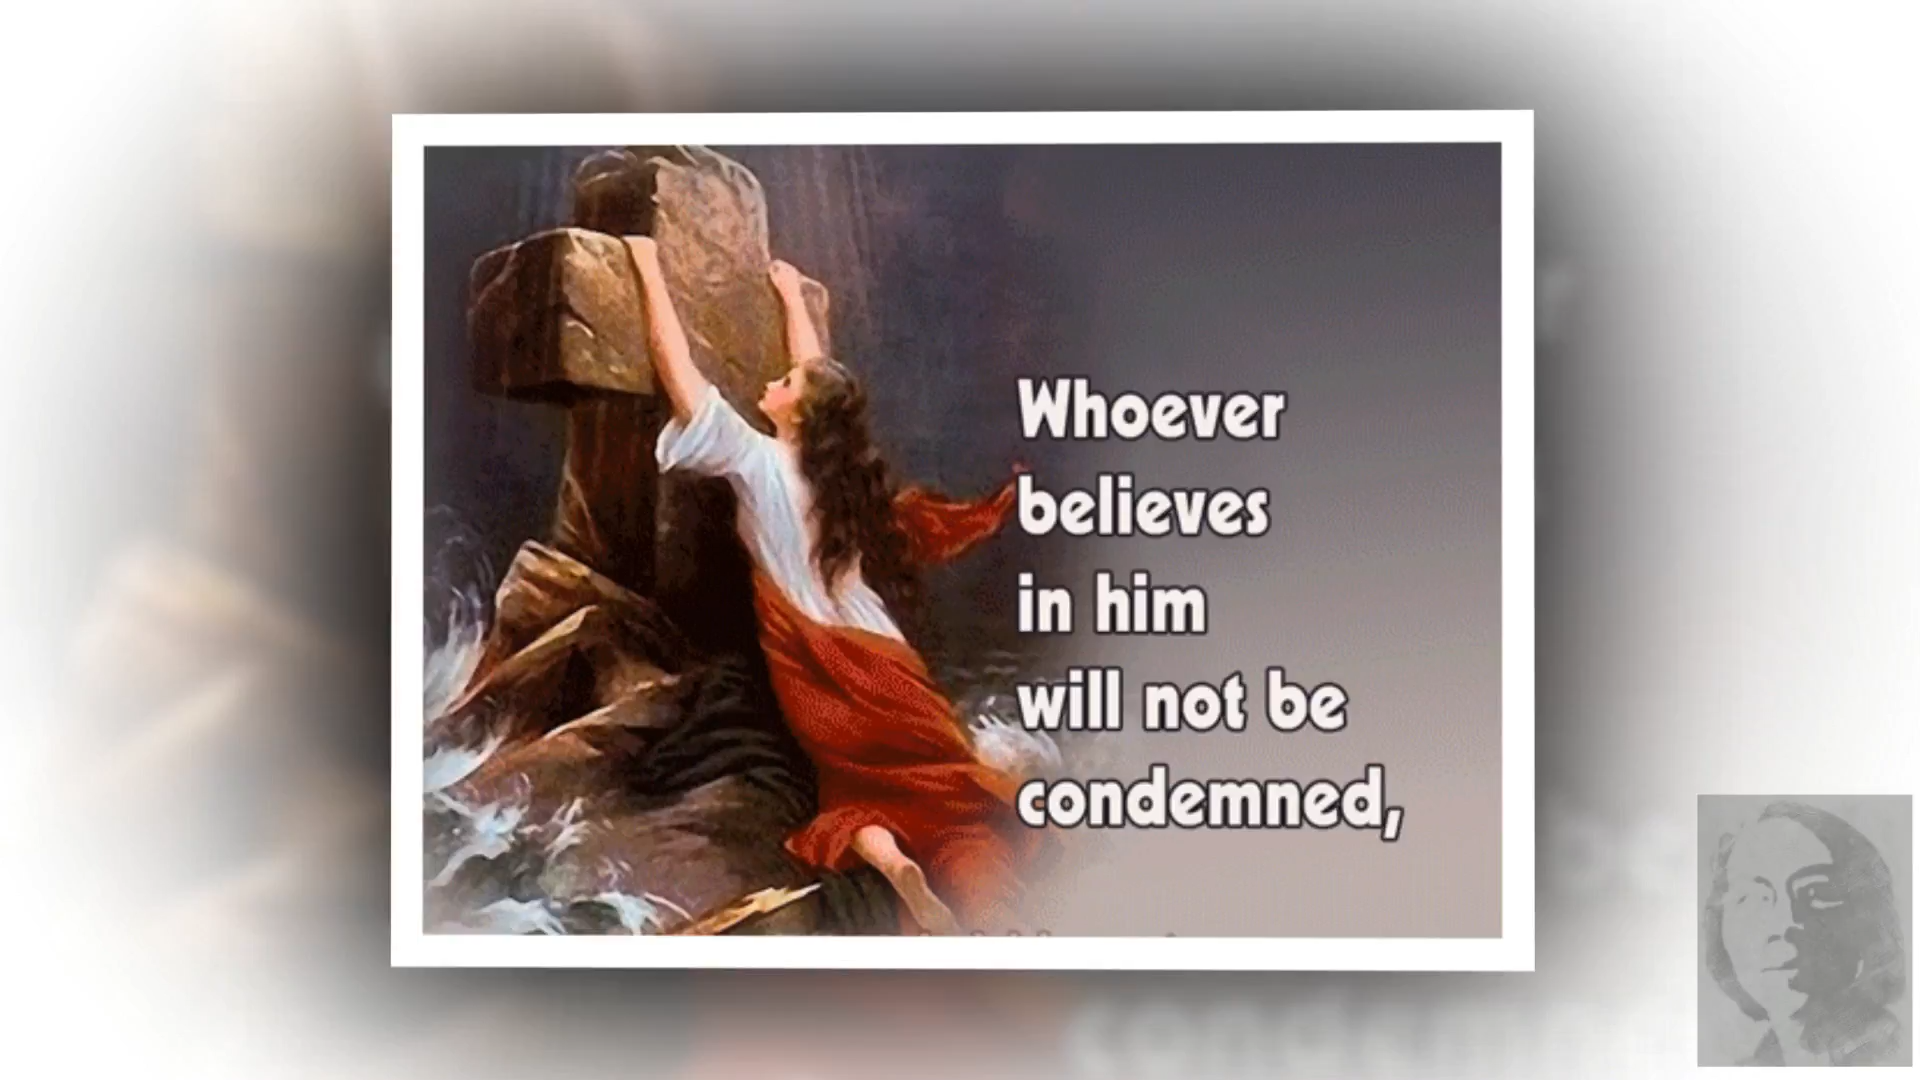 Whoever
believes
in him
will not be
condemned,